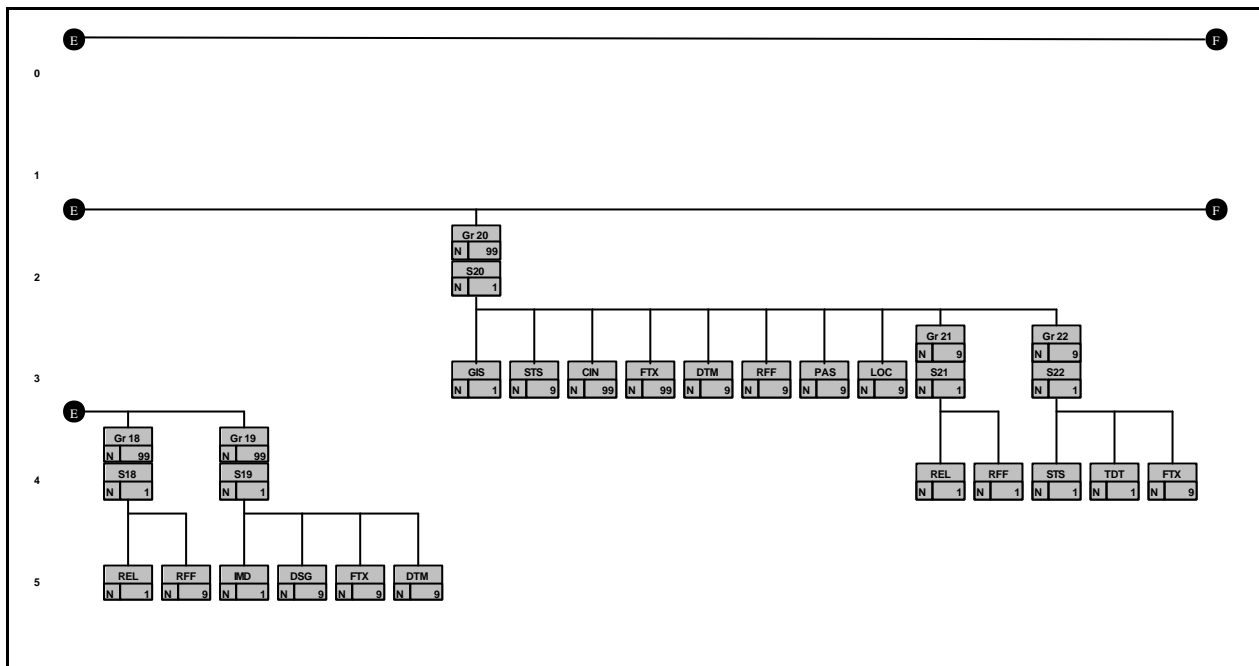 E F
0
1
E F
Gr 20
N 99
2
S20
N 1
Gr 21 Gr 22
N 9 N 9
3
GIS STS CIN FTX DTM RFF PAS LOC S21 S22
N 1 N 9 N 99 N 99 N 9 N 9 N 9 N 9 N 1 N 1
E
Gr 18 Gr 19
N 99 N 99
4
S18 S19 REL RFF STS TDT FTX
N 1 N 1 N 1 N 1 N 1 N 1 N 9
5
REL RFF IMD DSG FTX DTM
N 1 N 9 N 1 N 9 N 9 N 9